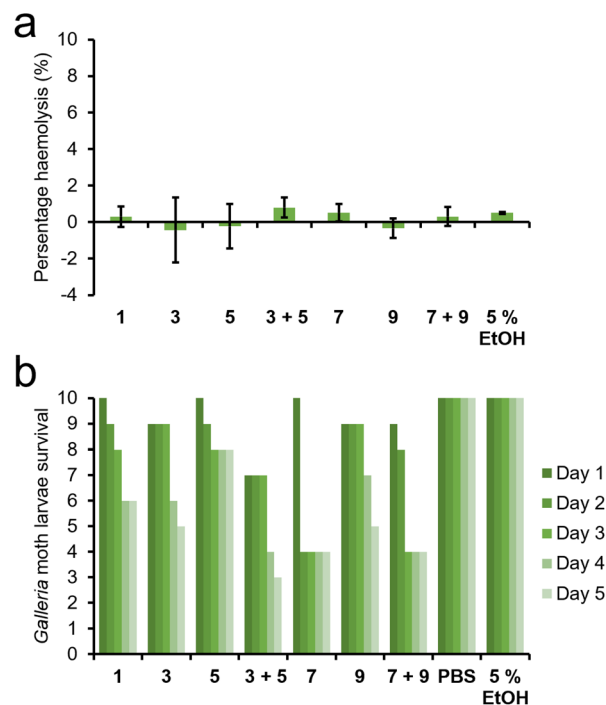 a
Persentage haemolysis (%)
10
8
6
4
2
0
-2
-4
1 3 5 3 + 5 7 9 7 + 9 5 %
EtOH
b
Galleria moth larvae survival
10
9
8
7
6
5
4
3
2
1
0
1 3 5 3 + 5 7 9 7 + 9 PBS 5 %
EtOH
Day 1
Day 2
Day 3
Day 4
Day 5